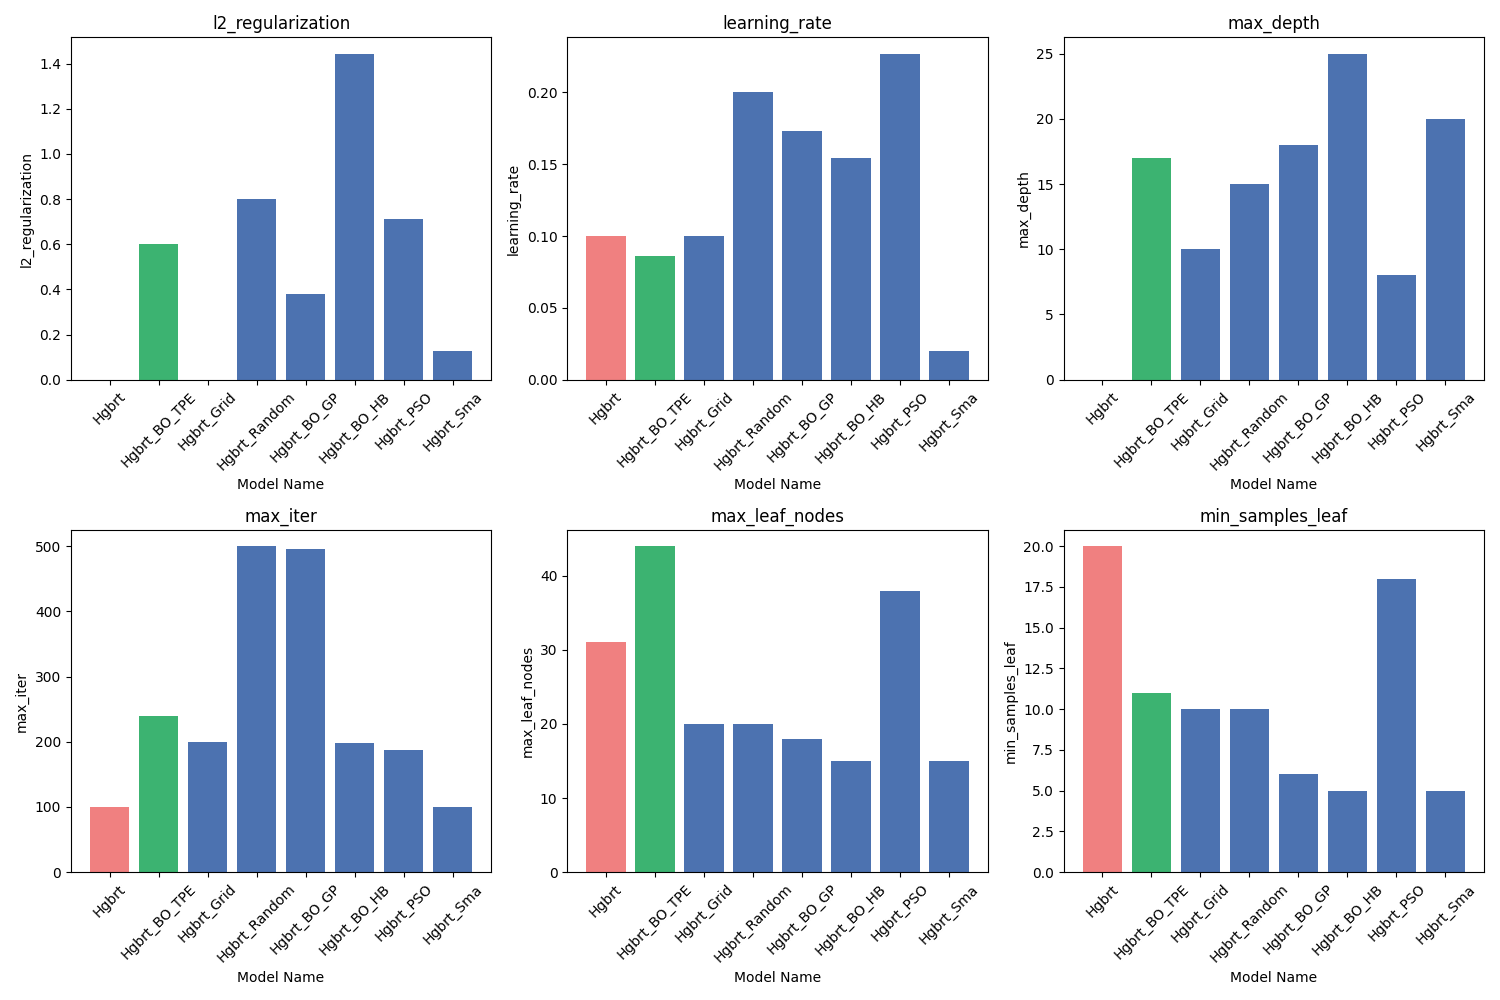 l2_regularization
l2_regularization
1.4
1.2
1.0
0.8
0.6
0.4
0.2
0.0
Hgbrt
Hgbrt_BO_TPE
Hgbrt_Grid
Hgbrt_Random
Hgbrt_BO_GP
Hgbrt_BO_HB
Hgbrt_PSO
Hgbrt_Sma
Model Name
learning_rate
learning_rate
0.20
0.15
0.10
0.05
0.00
Hgbrt
Hgbrt_BO_TPE
Hgbrt_Grid
Hgbrt_Random
Hgbrt_BO_GP
Hgbrt_BO_HB
Hgbrt_PSO
Hgbrt_Sma
Model Name
max_depth
max_depth
25
20
15
10
5
0
Hgbrt
Hgbrt_BO_TPE
Hgbrt_Grid
Hgbrt_Random
Hgbrt_BO_GP
Hgbrt_BO_HB
Hgbrt_PSO
Hgbrt_Sma
Model Name
max_iter
max_iter
500
400
300
200
100
0
Hgbrt
Hgbrt_BO_TPE
Hgbrt_Grid
Hgbrt_Random
Hgbrt_BO_GP
Hgbrt_BO_HB
Hgbrt_PSO
Hgbrt_Sma
Model Name
max_leaf_nodes
max_leaf_nodes
40
30
20
10
0
Hgbrt
Hgbrt_BO_TPE
Hgbrt_Grid
Hgbrt_Random
Hgbrt_BO_GP
Hgbrt_BO_HB
Hgbrt_PSO
Hgbrt_Sma
Model Name
min_samples_leaf
min_samples_leaf
20.0
17.5
15.0
12.5
10.0
7.5
5.0
2.5
0.0
Hgbrt
Hgbrt_BO_TPE
Hgbrt_Grid
Hgbrt_Random
Hgbrt_BO_GP
Hgbrt_BO_HB
Hgbrt_PSO
Hgbrt_Sma
Model Name